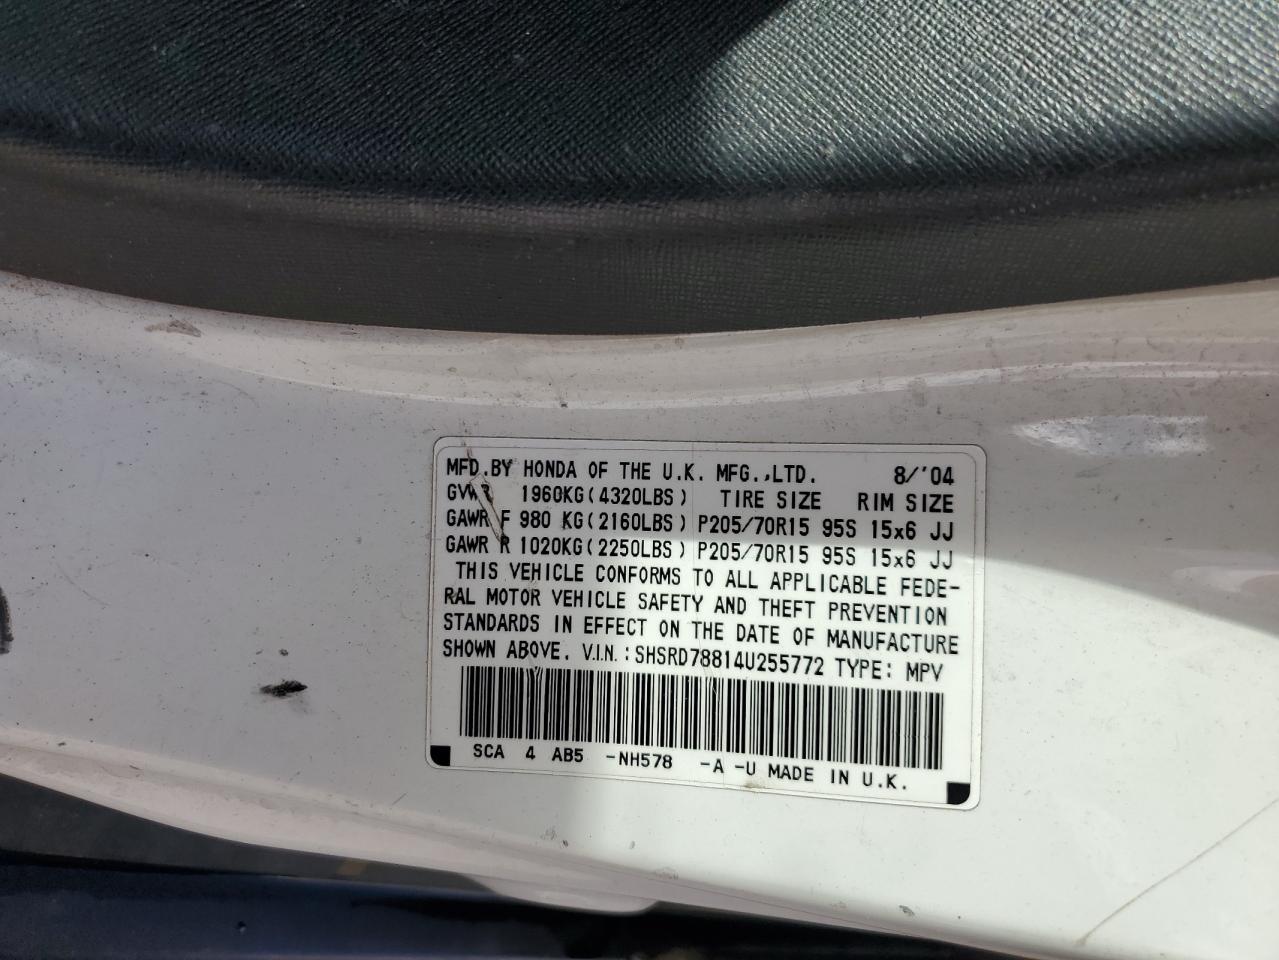 MFD.BY HONDA OF THE U.K. MFG.,LTD. 8/'04
GVWR 1960KG(4320LBS) TIRE SIZE RIM SIZE
GAWR F 980 KG(2160LBS) P205/70R15 95S 15x6 JJ
GAWR R 1020KG(2250LBS) P205/70R15 95S 15x6 JJ
THIS VEHICLE CONFORMS TO ALL APPLICABLE FEDE-
RAL MOTOR VEHICLE SAFETY AND THEFT PREVENTION
STANDARDS IN EFFECT ON THE DATE OF MANUFACTURE
SHOWN ABOVE. V.I.N.: SHSRD78814U255772 TYPE: MPV
SCA 4 AB5 -NH578 -A -U MADE IN U.K.